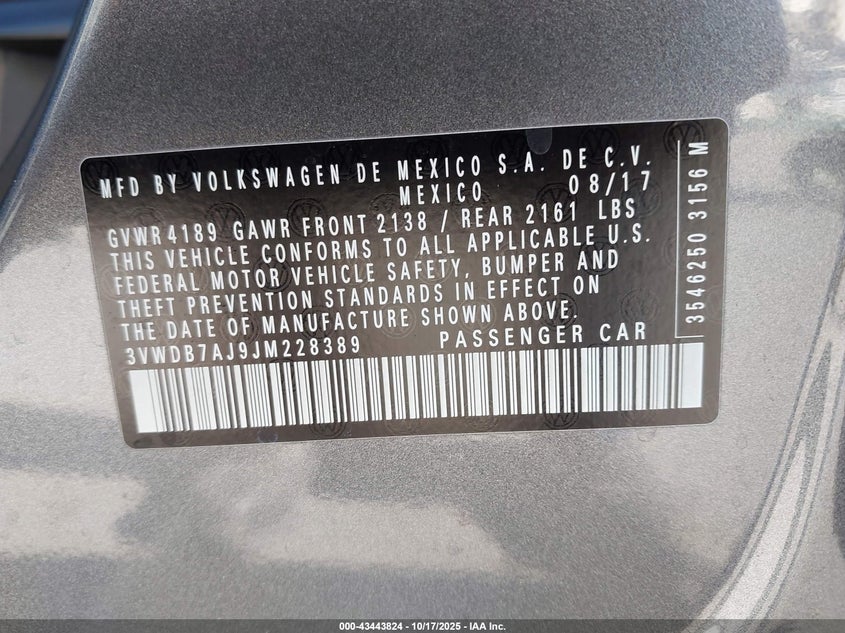 MFD BY VOLKSWAGEN DE MEXICO S.A. DE C.V.
MEXICO 08/17
GVWR 4189 GAWR FRONT 2138 / REAR 2161 LBS
THIS VEHICLE CONFORMS TO ALL APPLICABLE U.S.
FEDERAL MOTOR VEHICLE SAFETY, BUMPER AND
THEFT PREVENTION STANDARDS IN EFFECT ON
THE DATE OF MANUFACTURE SHOWN ABOVE.
3VWDB7AJ9JM228389 PASSENGER CAR
3546250 3156 M
000-43443824 | 10/17/2025 | IAA Inc.